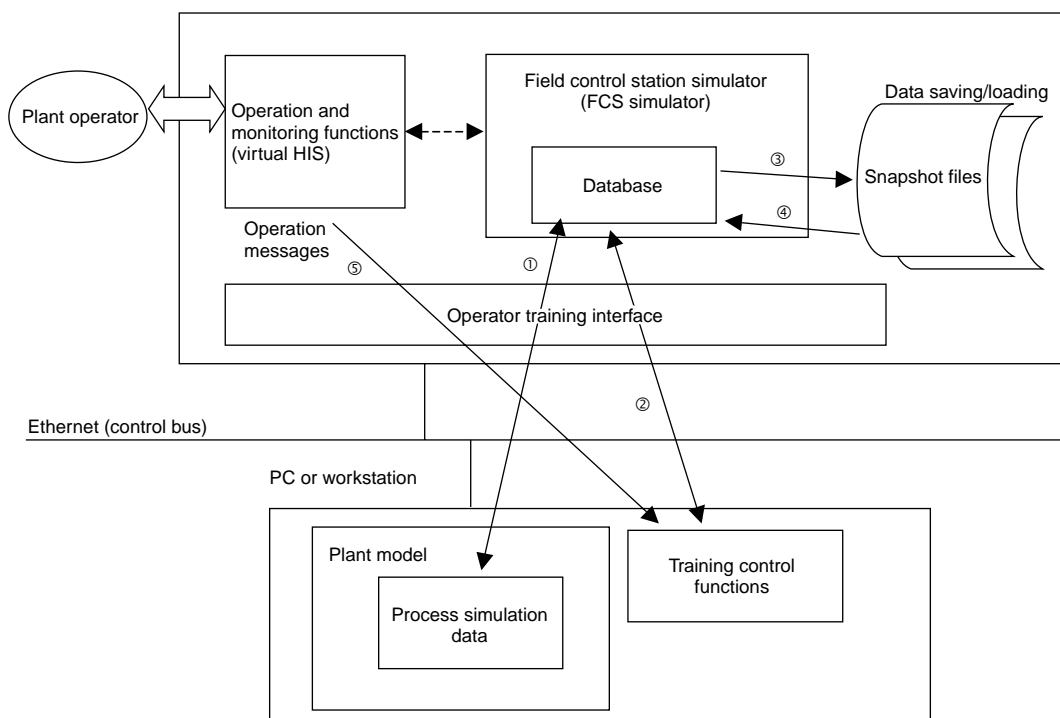 Plant operator
Operation and
monitoring functions
(virtual HIS)
Field control station simulator
(FCS simulator)
Database
Data saving/loading
Snapshot files
③
④
Operation
messages
⑤
①
Operator training interface
②
Ethernet (control bus)
PC or workstation
Plant model
Process simulation
data
Training control
functions